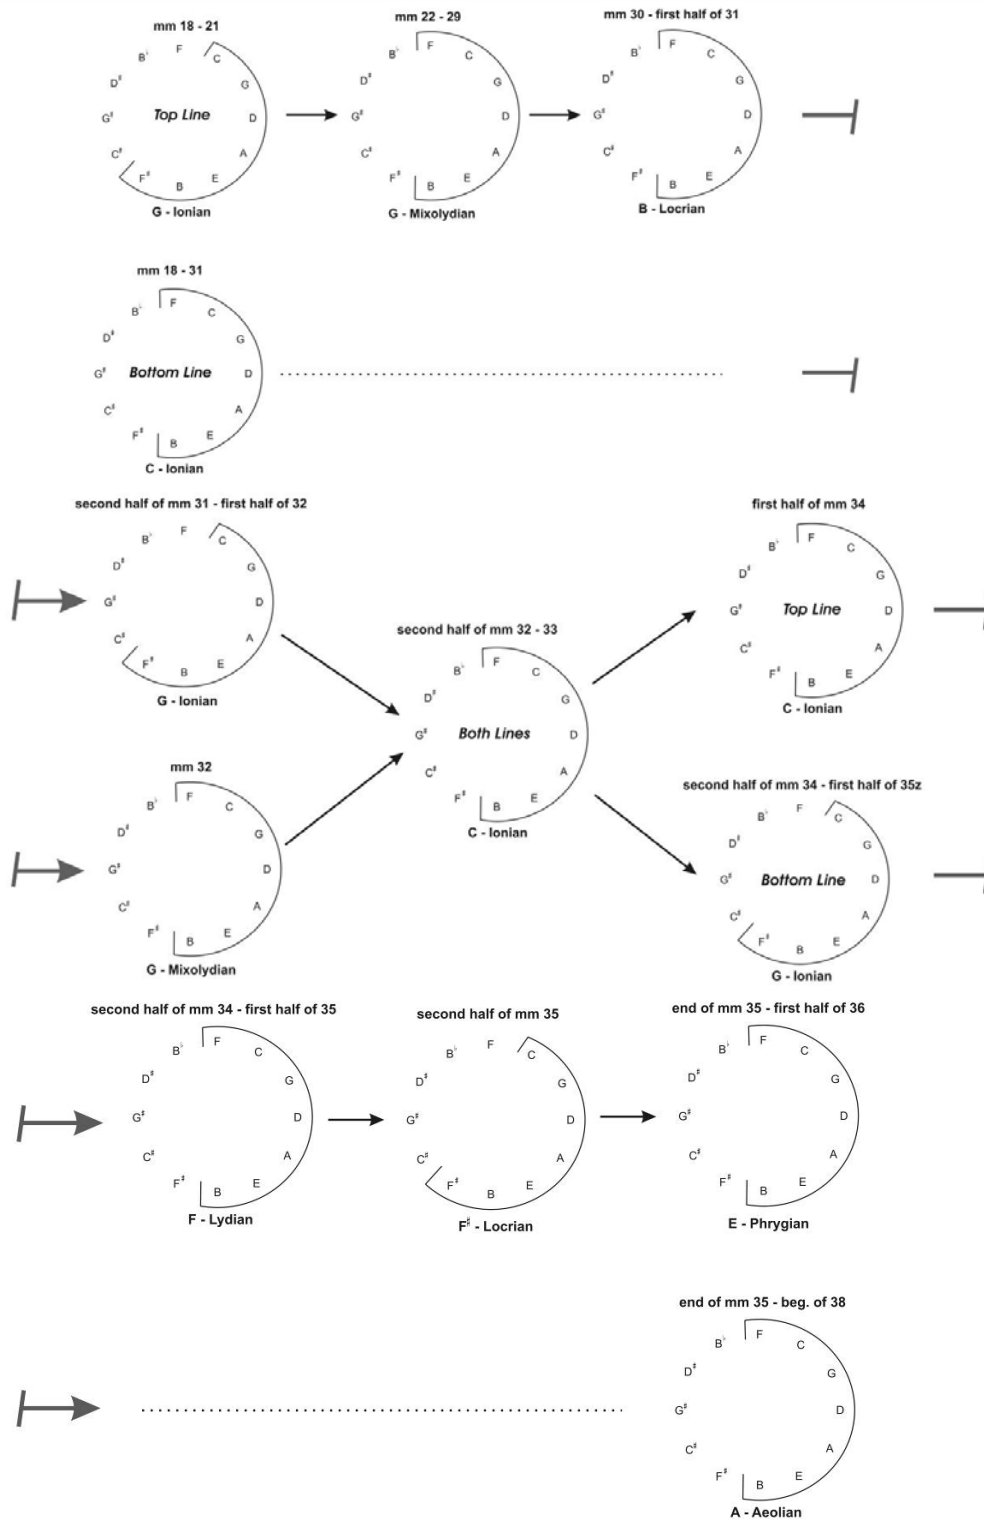 mm 18 - 21
B♭ F C
D♯ G
G♯ Top Line D
C♯ A
F♯ B E
G - Ionian
mm 22 - 29
B♭ F C
D♯ G
G♯ D
C♯ A
F♯ B E
G - Mixolydian
mm 30 - first half of 31
B♭ F C
D♯ G
G♯ D
C♯ A
F♯ B E
B - Locrian
mm 18 - 31
B♭ F C
D♯ G
G♯ Bottom Line D
C♯ A
F♯ B E
C - Ionian
second half of mm 31 - first half of 32
B♭ F C
D♯ G
G♯ D
C♯ A
F♯ B E
G - Ionian
mm 32
B♭ F C
D♯ G
G♯ D
C♯ A
F♯ B E
G - Mixolydian
second half of mm 32 - 33
B♭ F C
D♯ G
G♯ Both Lines D
C♯ A
F♯ B E
C - Ionian
first half of mm 34
B♭ F C
D♯ G
G♯ Top Line D
C♯ A
F♯ B E
C - Ionian
second half of mm 34 - first half of 35z
B♭ F C
D♯ G
G♯ Bottom Line D
C♯ A
F♯ B E
G - Ionian
second half of mm 34 - first half of 35
B♭ F C
D♯ G
G♯ D
C♯ A
F♯ B E
F - Lydian
second half of mm 35
B♭ F C
D♯ G
G♯ D
C♯ A
F♯ B E
F♯ - Locrian
end of mm 35 - first half of 36
B♭ F C
D♯ G
G♯ D
C♯ A
F♯ B E
E - Phrygian
end of mm 35 - beg. of 38
B♭ F C
D♯ G
G♯ D
C♯ A
F♯ B E
A - Aeolian